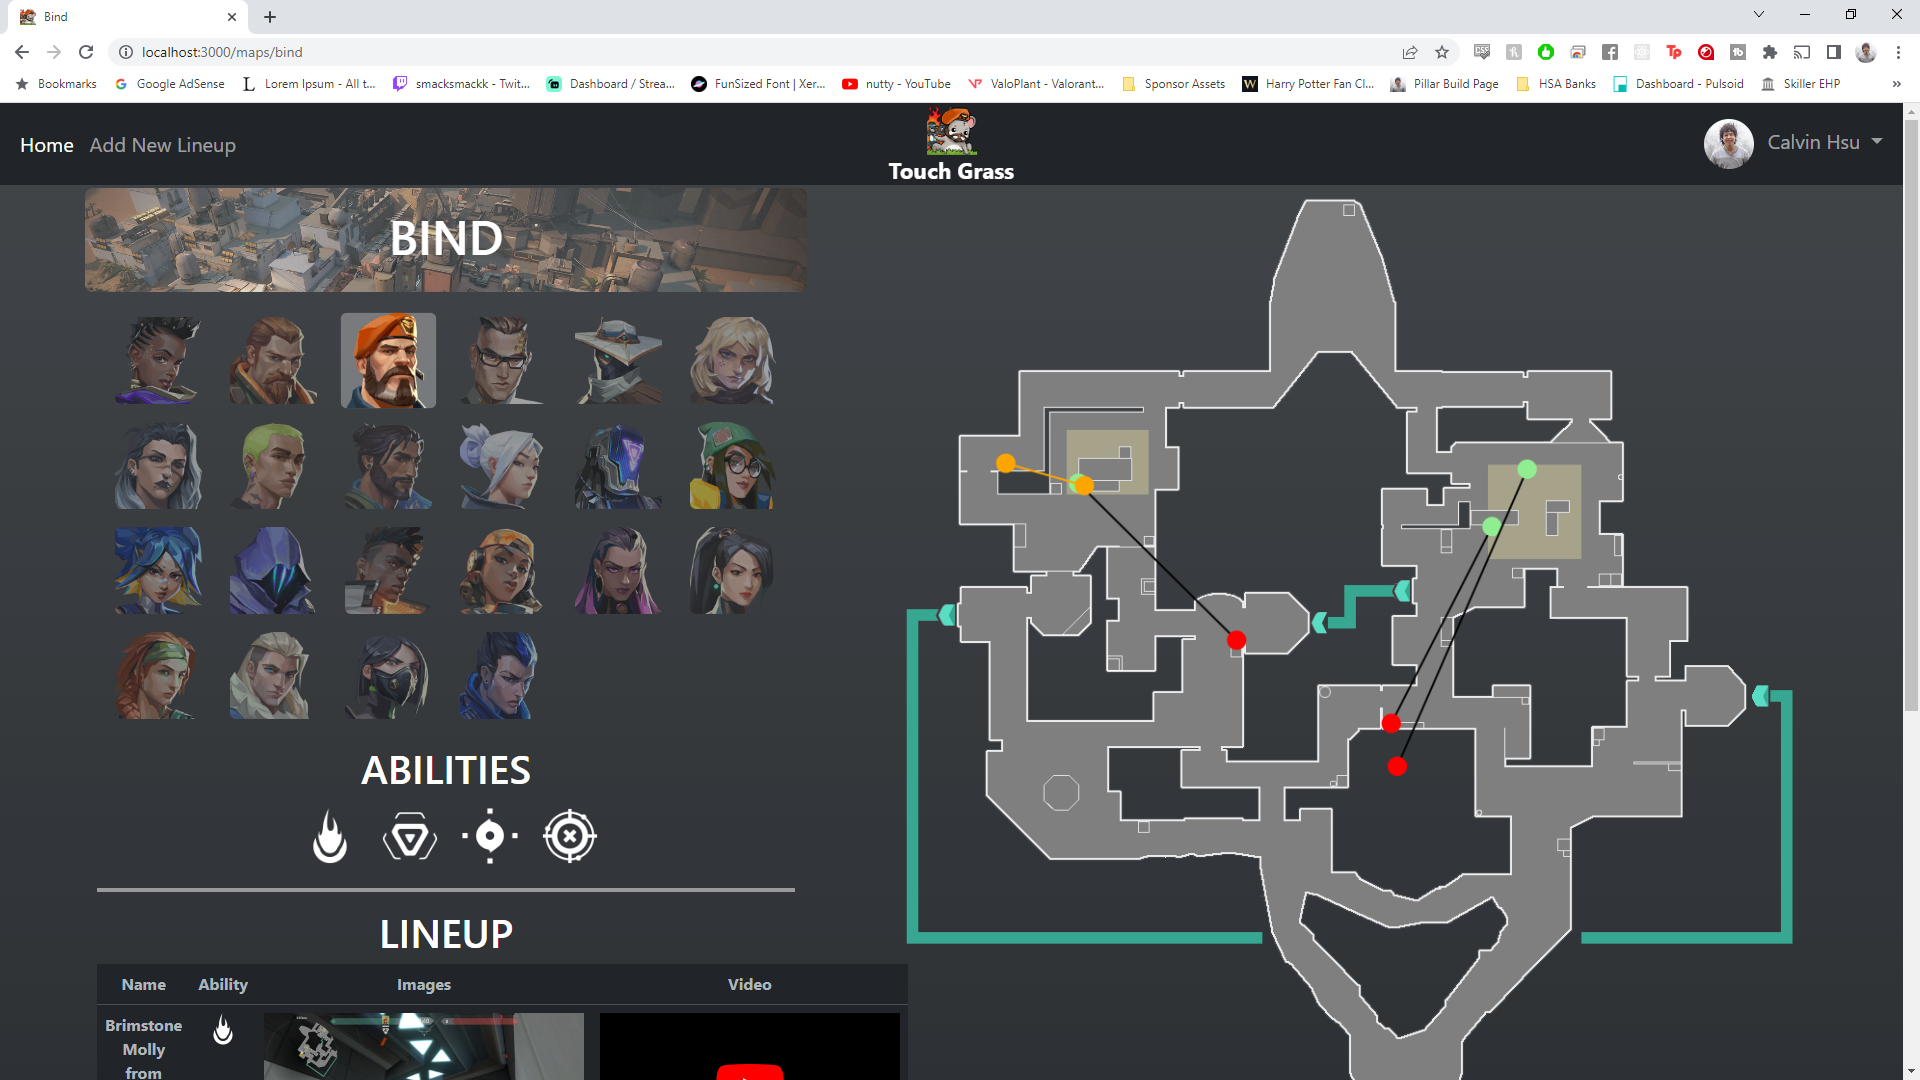 Bind
localhost:3000/maps/bind
Bookmarks
Google AdSense
Lorem Ipsum - All t...
smacksmackk - Twit...
Dashboard / Strea...
FunSized Font | Xer...
nutty - YouTube
ValoPlant - Valorant...
Sponsor Assets
Harry Potter Fan Cl...
Pillar Build Page
HSA Banks
Dashboard - Pulsoid
Skiller EHP
»
Home
Add New Lineup
Touch Grass
Calvin Hsu
BIND
ABILITIES
LINEUP
Name
Ability
Images
Video
Brimstone
Molly
from